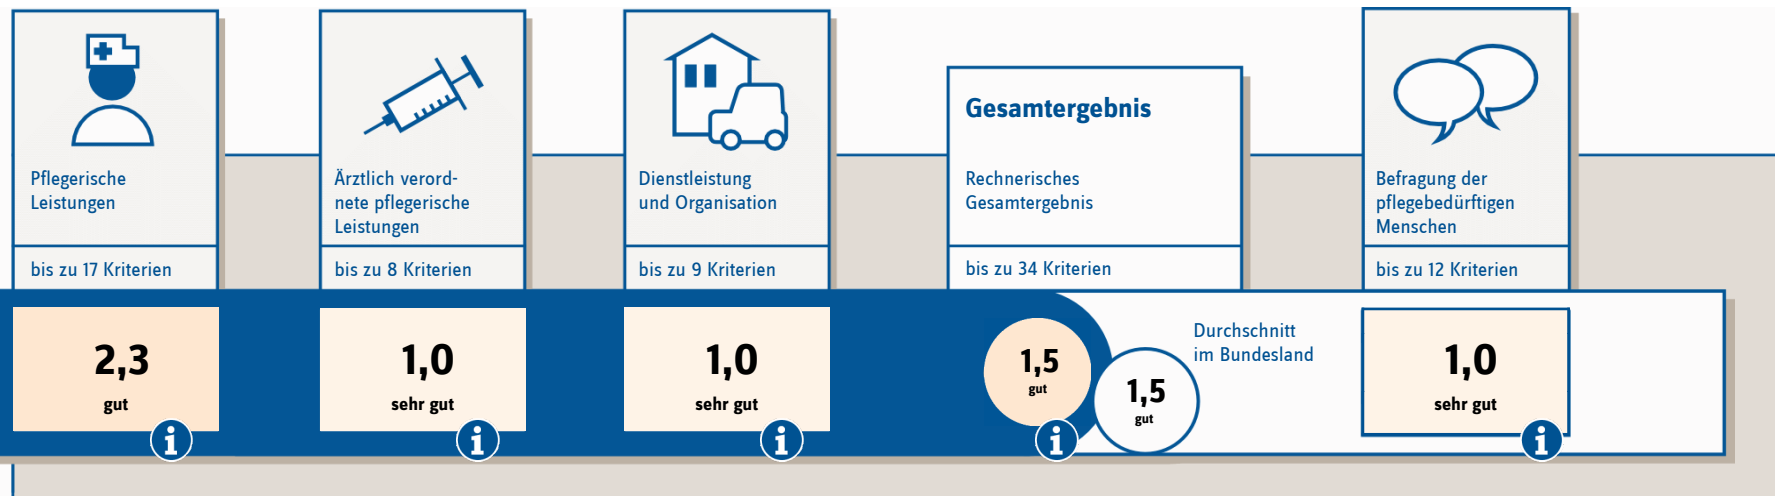 Pflegerische
Leistungen
bis zu 17 Kriterien
2,3
gut
Ärztlich verord-
nete pflegerische
Leistungen
bis zu 8 Kriterien
1,0
sehr gut
Dienstleistung
und Organisation
bis zu 9 Kriterien
1,0
sehr gut
Gesamtergebnis
Rechnerisches
Gesamtergebnis
bis zu 34 Kriterien
1,5
gut
1,5
gut
Durchschnitt
im Bundesland
Befragung der
pflegebedürftigen
Menschen
bis zu 12 Kriterien
1,0
sehr gut